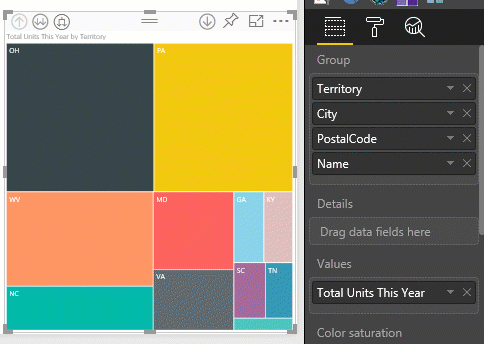 Total Units This Year by Territory
OH
PA
WV
MD
GA
KY
VA
SC
TN
NC
Group
Territory
City
PostalCode
Name
Details
Drag data fields here
Values
Total Units This Year
Color saturation